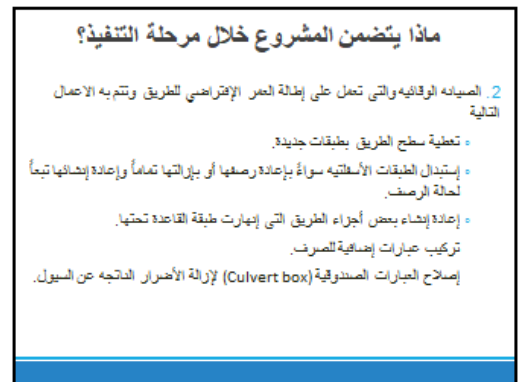 ماذا يتضمن المشروع خلال مرحلة التنفيذ؟
2. الصيانه الوقائيه والتى تعمل على إطالة العمر الإفتراضي للطريق وتتم به الاعمال
التالية
▫ تغطية سطح الطريق بطبقات جديدة.
▫ إستبدال الطبقات الأسفلتيه سواءً بإعادة رصفها أو بإزالتها تماماً وإعادة إنشائها تبعاً
لحالة الرصف.
▫ إعادة إنشاء بعض أجزاء الطريق التى إنهارت طبقة القاعدة تحتها.
تركيب عبارات إضافية للصرف.
إصلاح العبارات الصندوقية (Culvert box) لإزالة الأضرار الناتجه عن السيول.